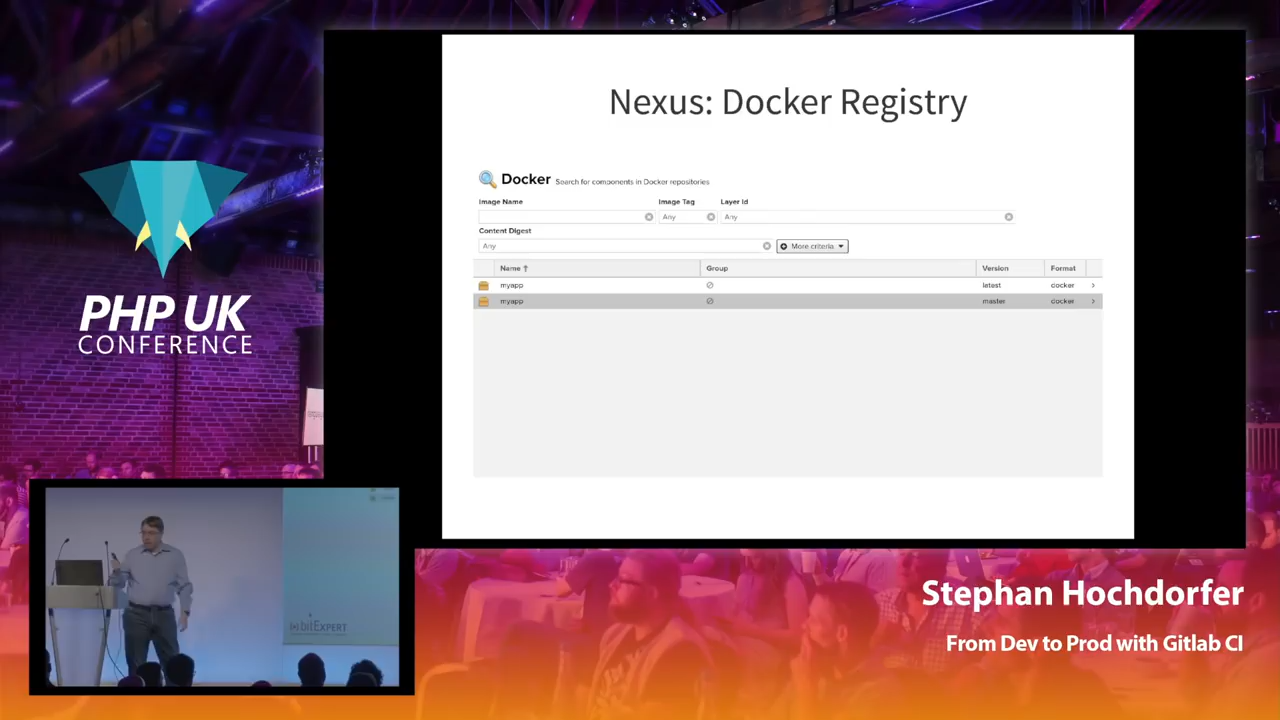 Nexus: Docker Registry
Docker Search for components in Docker repositories
Image Name Image Tag Layer Id
Any Any
Content Digest
Any More criteria
Name Group Version Format
myapp latest docker
myapp master docker
PHP UK
CONFERENCE
bitExpert
Stephan Hochdorfer
From Dev to Prod with Gitlab CI